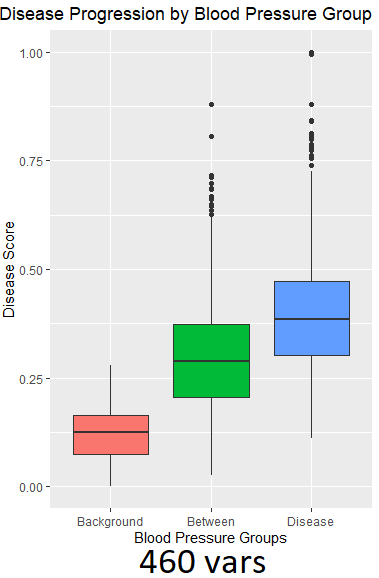 Disease Progression by Blood Pressure Group
Disease Score
1.00
0.75
0.50
0.25
0.00
Background Between Disease
Blood Pressure Groups
460 vars